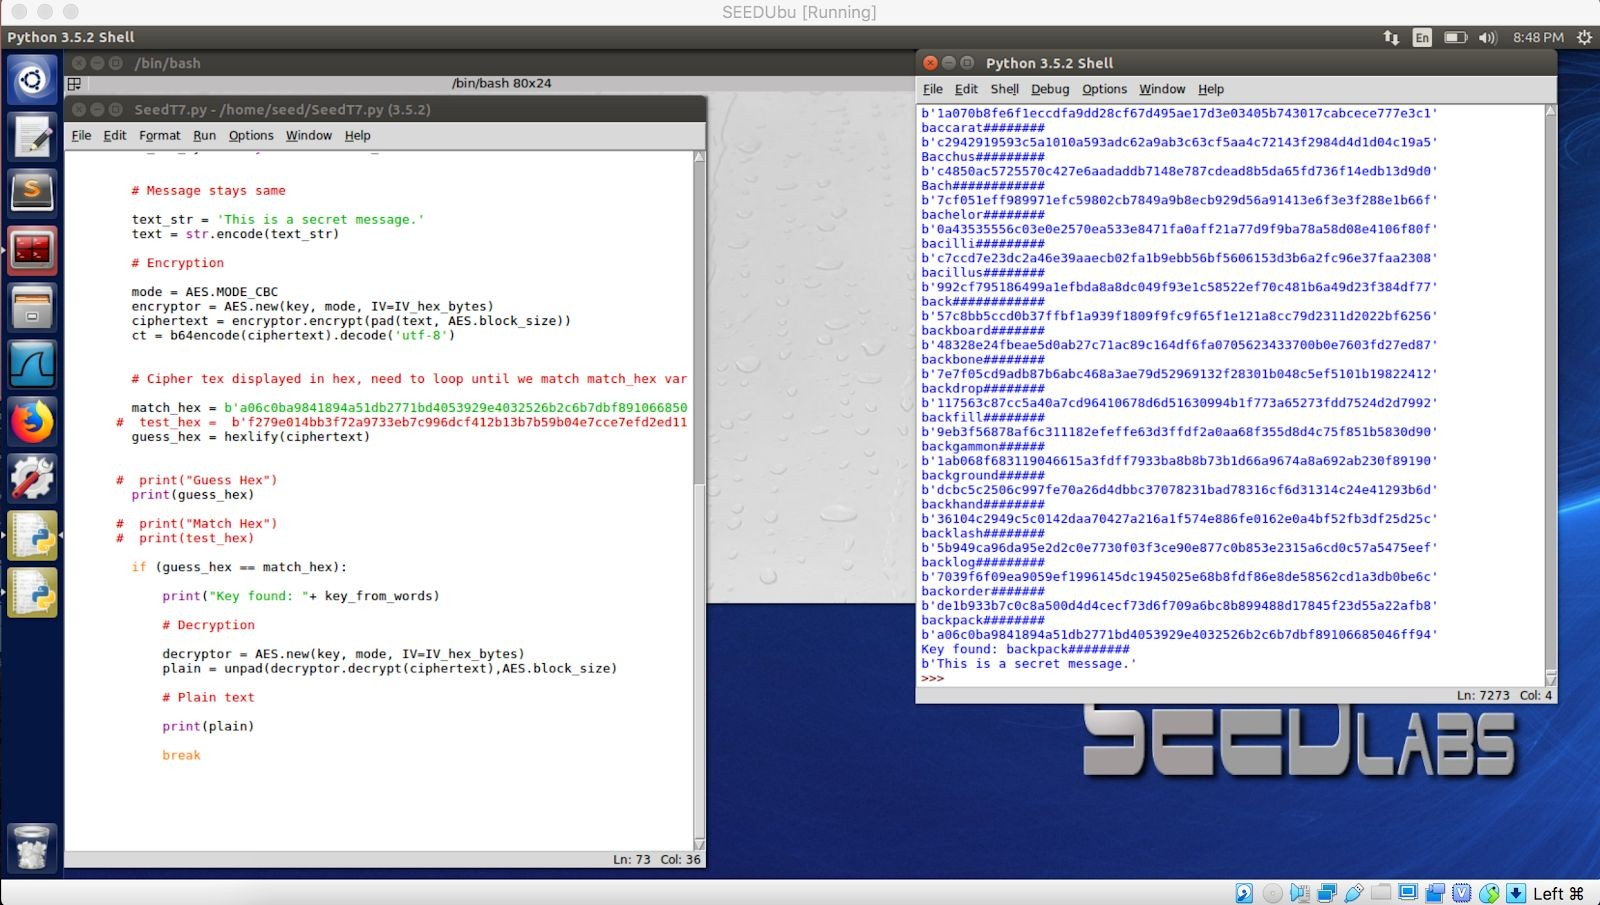 SEEDUbu [Running]
Python 3.5.2 Shell
En
8:48 PM
/bin/bash
/bin/bash 80x24
SeedT7.py - /home/seed/SeedT7.py (3.5.2)
File Edit Format Run Options Window Help
# Message stays same
text_str = 'This is a secret message.'
text = str.encode(text_str)
# Encryption
mode = AES.MODE_CBC
encryptor = AES.new(key, mode, IV=IV_hex_bytes)
ciphertext = encryptor.encrypt(pad(text, AES.block_size))
ct = b64encode(ciphertext).decode('utf-8')
# Cipher tex displayed in hex, need to loop until we match match_hex var
match_hex = b'a06c0ba9841894a51db2771bd4053929e4032526b2c6b7dbf891066850
# test_hex = b'f279e014bb3f72a9733eb7c996dcf412b13b7b59b04e7cce7efd2ed11
guess_hex = hexlify(ciphertext)
# print("Guess Hex")
print(guess_hex)
# print("Match Hex")
# print(test_hex)
if (guess_hex == match_hex):
print("Key found: "+ key_from_words)
# Decryption
decryptor = AES.new(key, mode, IV=IV_hex_bytes)
plain = unpad(decryptor.decrypt(ciphertext),AES.block_size)
# Plain text
print(plain)
break
Ln: 73 Col: 36
Python 3.5.2 Shell
File Edit Shell Debug Options Window Help
b'1a070b8fe6f1eccdfa9dd28cf67d495ae17d3e03405b743017cabcece777e3c1'
baccarat########
b'c2942919593c5a1010a593adc62a9ab3c63cf5aa4c72143f2984d4d1d04c19a5'
Bacchus#########
b'c4850ac5725570c427e6aadaddb7148e787cdead8b5da65fd736f14edb13d9d0'
Bach############
b'7cf051eff989971efc59802cb7849a9b8ecb929d56a91413e6f3e3f288e1b66f'
bachelor########
b'0a43535556c03e0e2570ea533e8471fa0aff21a77d9f9ba78a58d08e4106f80f'
bacilli#########
b'c7ccd7e23dc2a46e39aaecb02fa1b9ebb56bf5606153d3b6a2fc96e37faa2308'
bacillus########
b'992cf795186499a1efbda8a8dc049f93e1c58522ef70c481b6a49d23f384df77'
back############
b'57c8bb5ccd0b37ffbf1a939f1809f9fc9f65f1e121a8cc79d2311d2022bf6256'
backboard#######
b'48328e24fbeae5d0ab27c71ac89c164df6fa0705623433700b0e7603fd27ed87'
backbone########
b'7e7f05cd9adb87b6abc468a3ae79d52969132f28301b048c5ef5101b19822412'
backdrop########
b'117563c87cc5a40a7cd96410678d6d51630994b1f773a65273fdd7524d2d7992'
backfill########
b'9eb3f56878af6c311182efeffe63d3ffdf2a0aa68f355d8d4c75f851b5830d90'
backgammon######
b'1ab068f683119046615a3fdff7933ba8b8b73b1d66a9674a8a692ab230f89190'
background######
b'dcbc5c2506c997fe70a26d4dbbc37078231bad78316cf6d31314c24e41293b6d'
backhand########
b'36104c2949c5c0142daa70427a216a1f574e886fe0162e0a4bf52fb3df25d25c'
backlash########
b'5b949ca96da95e2d2c0e7730f03f3ce90e877c0b853e2315a6cd0c57a5475eef'
backlog#########
b'7039f6f09ea9059ef1996145dc1945025e68b8fdf86e8de58562cd1a3db0be6c'
backorder#######
b'de1b933b7c0c8a500d4d4cecf73d6f709a6bc8b899488d17845f23d55a22afb8'
backpack########
b'a06c0ba9841894a51db2771bd4053929e4032526b2c6b7dbf89106685046ff94'
Key found: backpack########
b'This is a secret message.'
>>>
Ln: 7273 Col: 4
SEEDLABS
Left ⌘